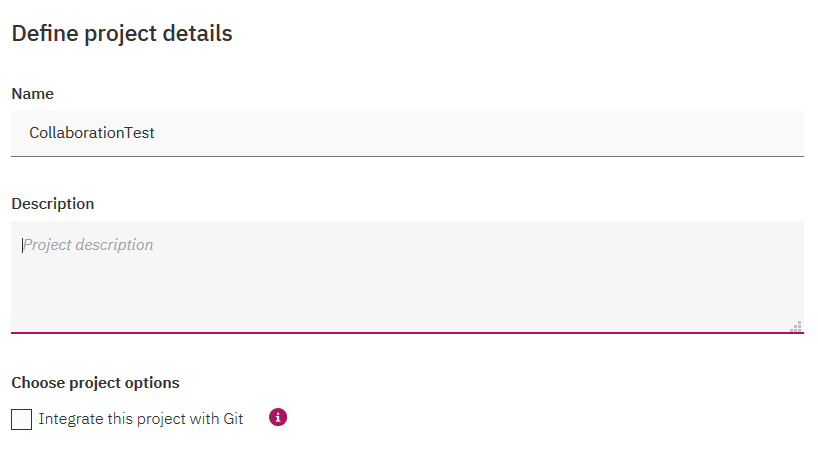 Define project details
Name
CollaborationTest
Description
Project description
Choose project options
Integrate this project with Git